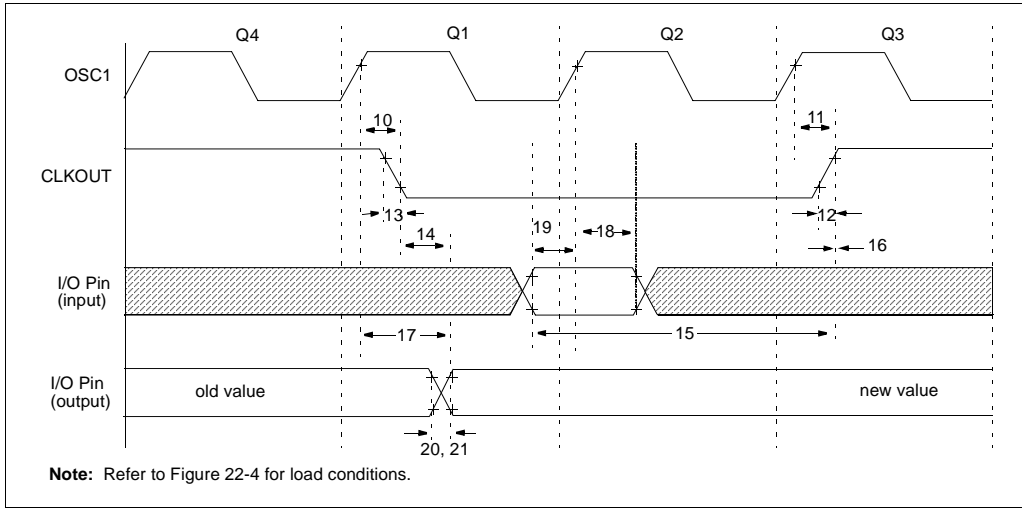 Q4 Q1 Q2 Q3
OSC1
10 11
CLKOUT
13 12
14 19 18 16
I/O Pin
(input)
17 15
I/O Pin
(output)
old value new value
20, 21
Note: Refer to Figure 22-4 for load conditions.